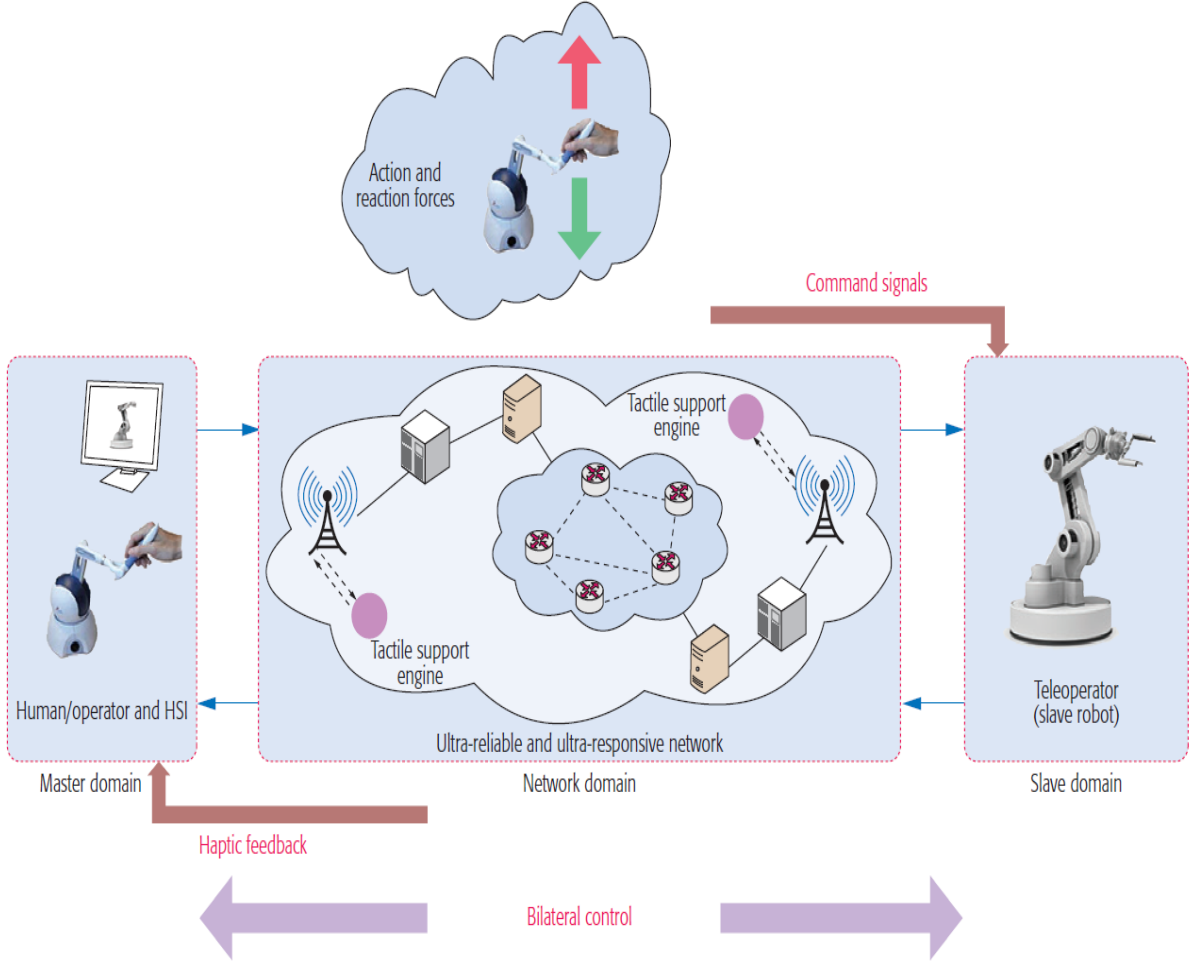 Action and
reaction forces
Command signals
Tactile support
engine
Tactile support
engine
Human/operator and HSI
Ultra-reliable and ultra-responsive network
Teleoperator
(slave robot)
Master domain
Network domain
Slave domain
Haptic feedback
Bilateral control